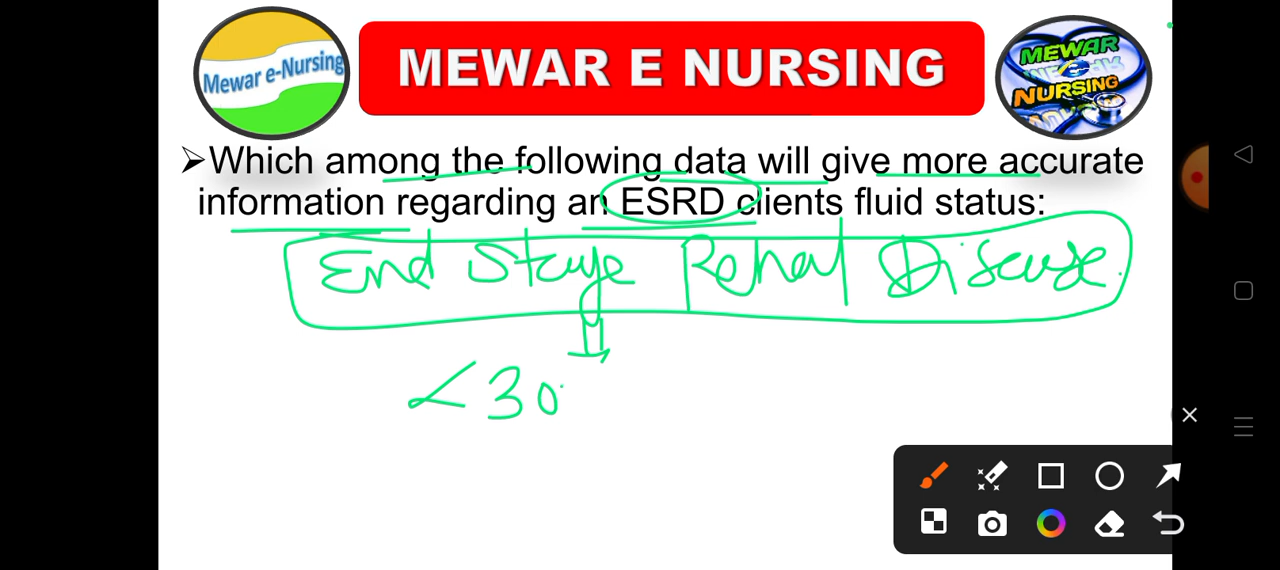 Mewar e-Nursing
MEWAR E NURSING
MEWAR
NURSING
➢Which among the following data will give more accurate
information regarding an ESRD clients fluid status:
End Stage Renal Disease
<30